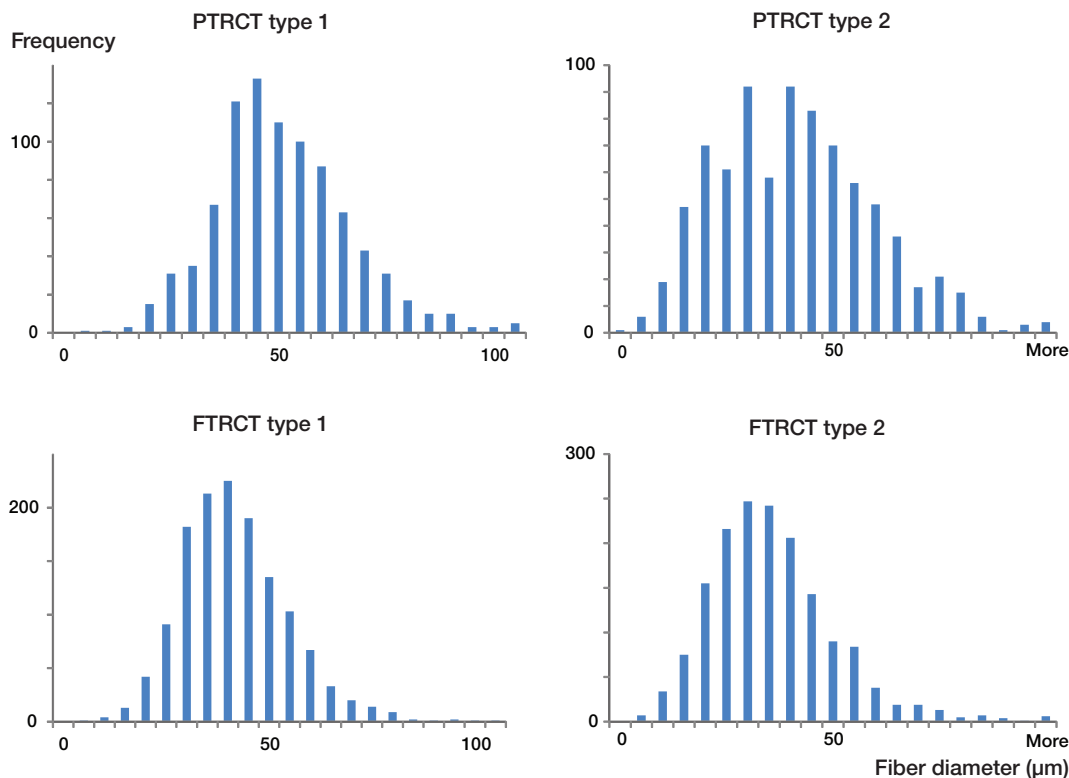 PTRCT type 1
Frequency
100
0
0 50 100
PTRCT type 2
100
0
0 50 More
FTRCT type 1
200
0
0 50 100
FTRCT type 2
300
0
0 50 More
Fiber diameter (µm)